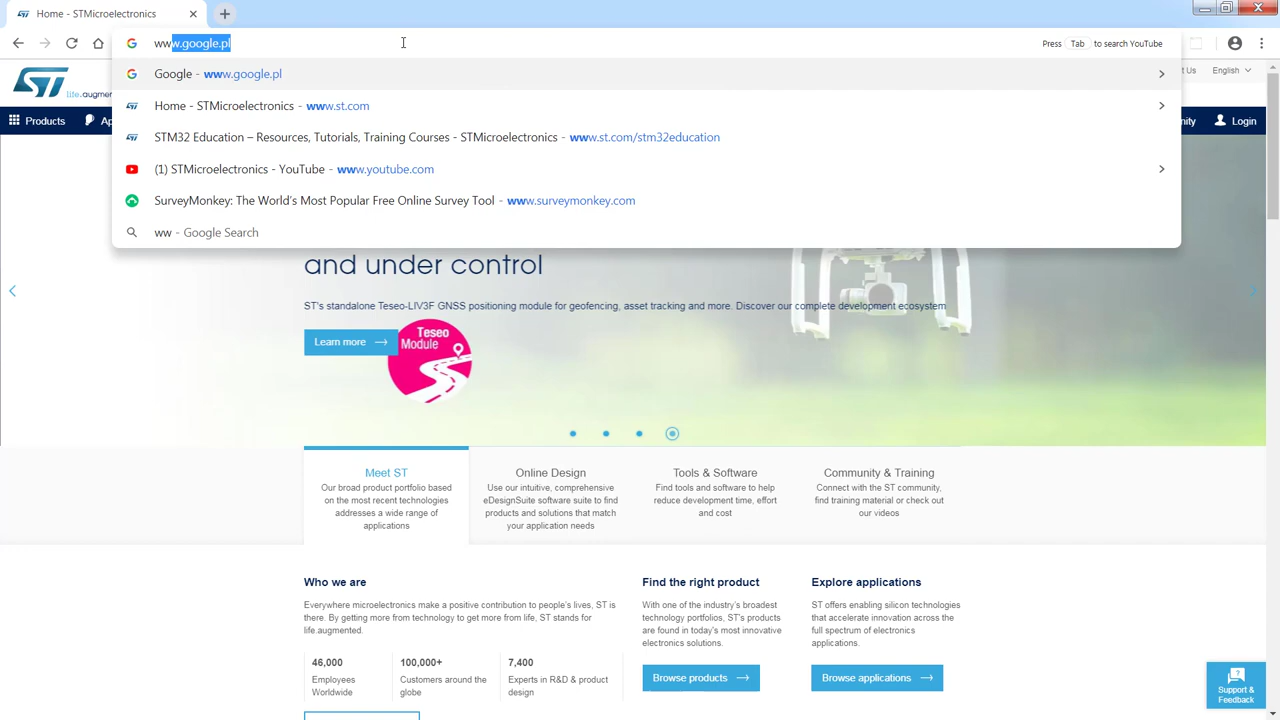 Home - STMicroelectronics
www.google.pl
Press Tab to search YouTube
Google - www.google.pl
Home - STMicroelectronics - www.st.com
STM32 Education – Resources, Tutorials, Training Courses - STMicroelectronics - www.st.com/stm32education
(1) STMicroelectronics - YouTube - www.youtube.com
SurveyMonkey: The World's Most Popular Free Online Survey Tool - www.surveymonkey.com
ww - Google Search
ST life.augm
t Us English
Products Ap nity Login
and under control
ST's standalone Teseo-LIV3F GNSS positioning module for geofencing, asset tracking and more. Discover our complete development ecosystem
Learn more
Teseo
Module
Meet ST
Our broad product portfolio based
on the most recent technologies
addresses a wide range of
applications
Online Design
Use our intuitive, comprehensive
eDesignSuite software suite to find
products and solutions that match
your application needs
Tools & Software
Find tools and software to help
reduce development time, effort
and cost
Community & Training
Connect with the ST community,
find training material or check out
our videos
Who we are
Everywhere microelectronics make a positive contribution to people's lives, ST is
there. By getting more from technology to get more from life, ST stands for
life.augmented.
46,000
Employees
Worldwide
100,000+
Customers around the
globe
7,400
Experts in R&D & product
design
Find the right product
With one of the industry's broadest
technology portfolios, ST's products
are found in today's most innovative
electronics solutions.
Browse products
Explore applications
ST offers enabling silicon technologies
that accelerate innovation across the
full spectrum of electronics
applications.
Browse applications
Support &
Feedback